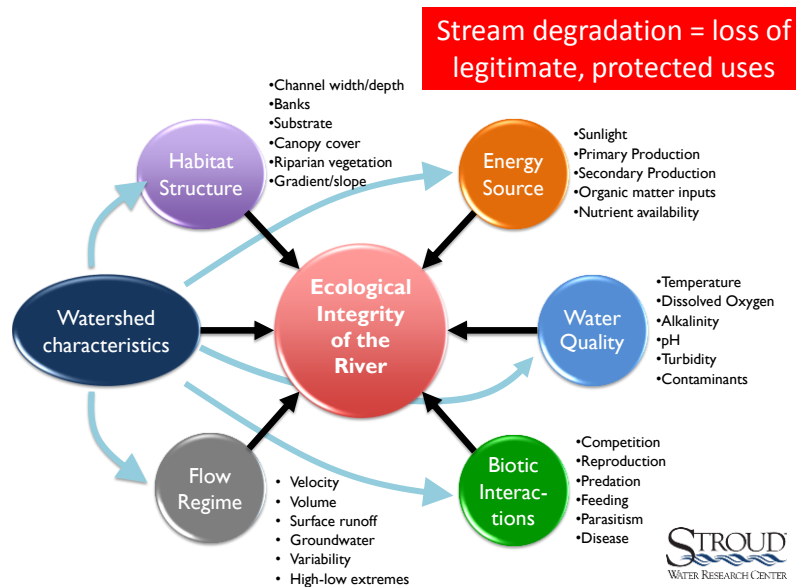 Stream degradation = loss of
legitimate, protected uses
•Channel width/depth
•Banks
•Substrate
•Canopy cover
•Riparian vegetation
•Gradient/slope
Habitat
Structure
Energy
Source
•Sunlight
•Primary Production
•Secondary Production
•Organic matter inputs
•Nutrient availability
Watershed
characteristics
Ecological
Integrity
of the
River
Water
Quality
•Temperature
•Dissolved Oxygen
•Alkalinity
•pH
•Turbidity
•Contaminants
Flow
Regime
• Velocity
• Volume
• Surface runoff
• Groundwater
• Variability
• High-low extremes
Biotic
Interac-
tions
•Competition
•Reproduction
•Predation
•Feeding
•Parasitism
•Disease
STROUD™
WATER RESEARCH CENTER